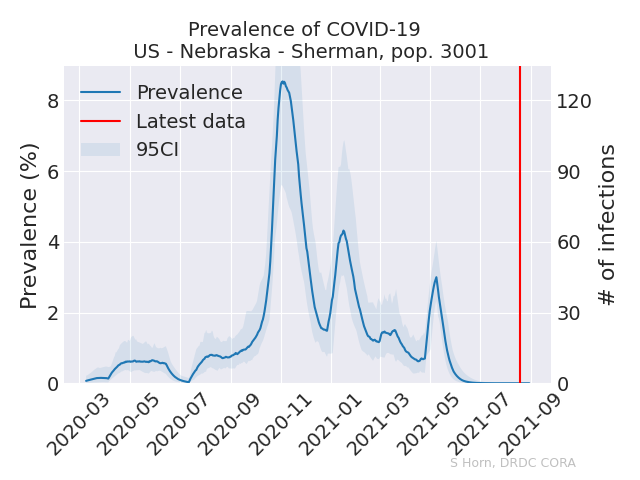 Prevalence of COVID-19
US - Nebraska - Sherman, pop. 3001
Prevalence
Latest data
95CI
Prevalence (%)
8
6
4
2
0
# of infections
120
90
60
30
0
2020-03
2020-05
2020-07
2020-09
2020-11
2021-01
2021-03
2021-05
2021-07
2021-09
S Horn, DRDC CORA